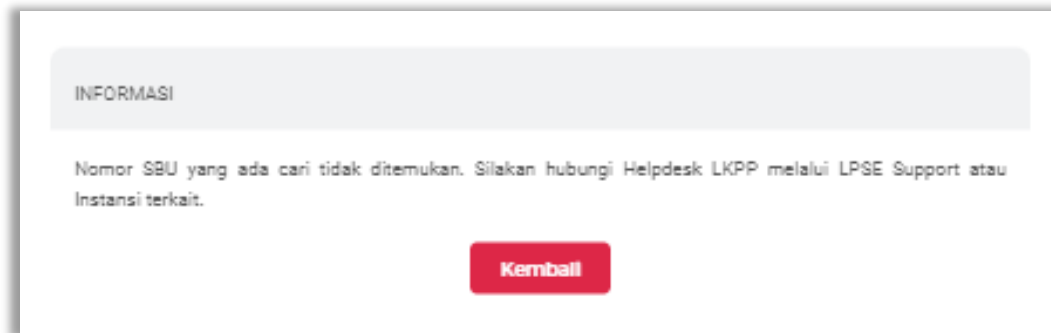 INFORMASI
Nomor SBU yang ada cari tidak ditemukan. Silakan hubungi Helpdesk LKPP melalui LPSE Support atau
Instansi terkait.
Kembali